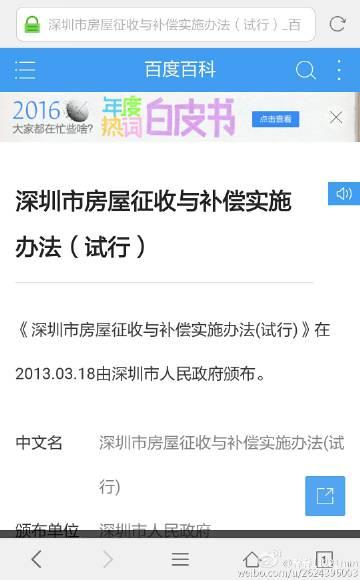 深圳市房屋征收与补偿实施办法（试行）_百
百度百科
2016 年度热词白皮书
大家都在忙些啥? 点击查看
深圳市房屋征收与补偿实施
办法（试行）
《深圳市房屋征收与补偿实施办法(试行)》在
2013.03.18由深圳市人民政府颁布。
中文名 深圳市房屋征收与补偿实施办法(试
行)
颁布单位 深圳市人民政府
1
weibo.com/u/2624395003